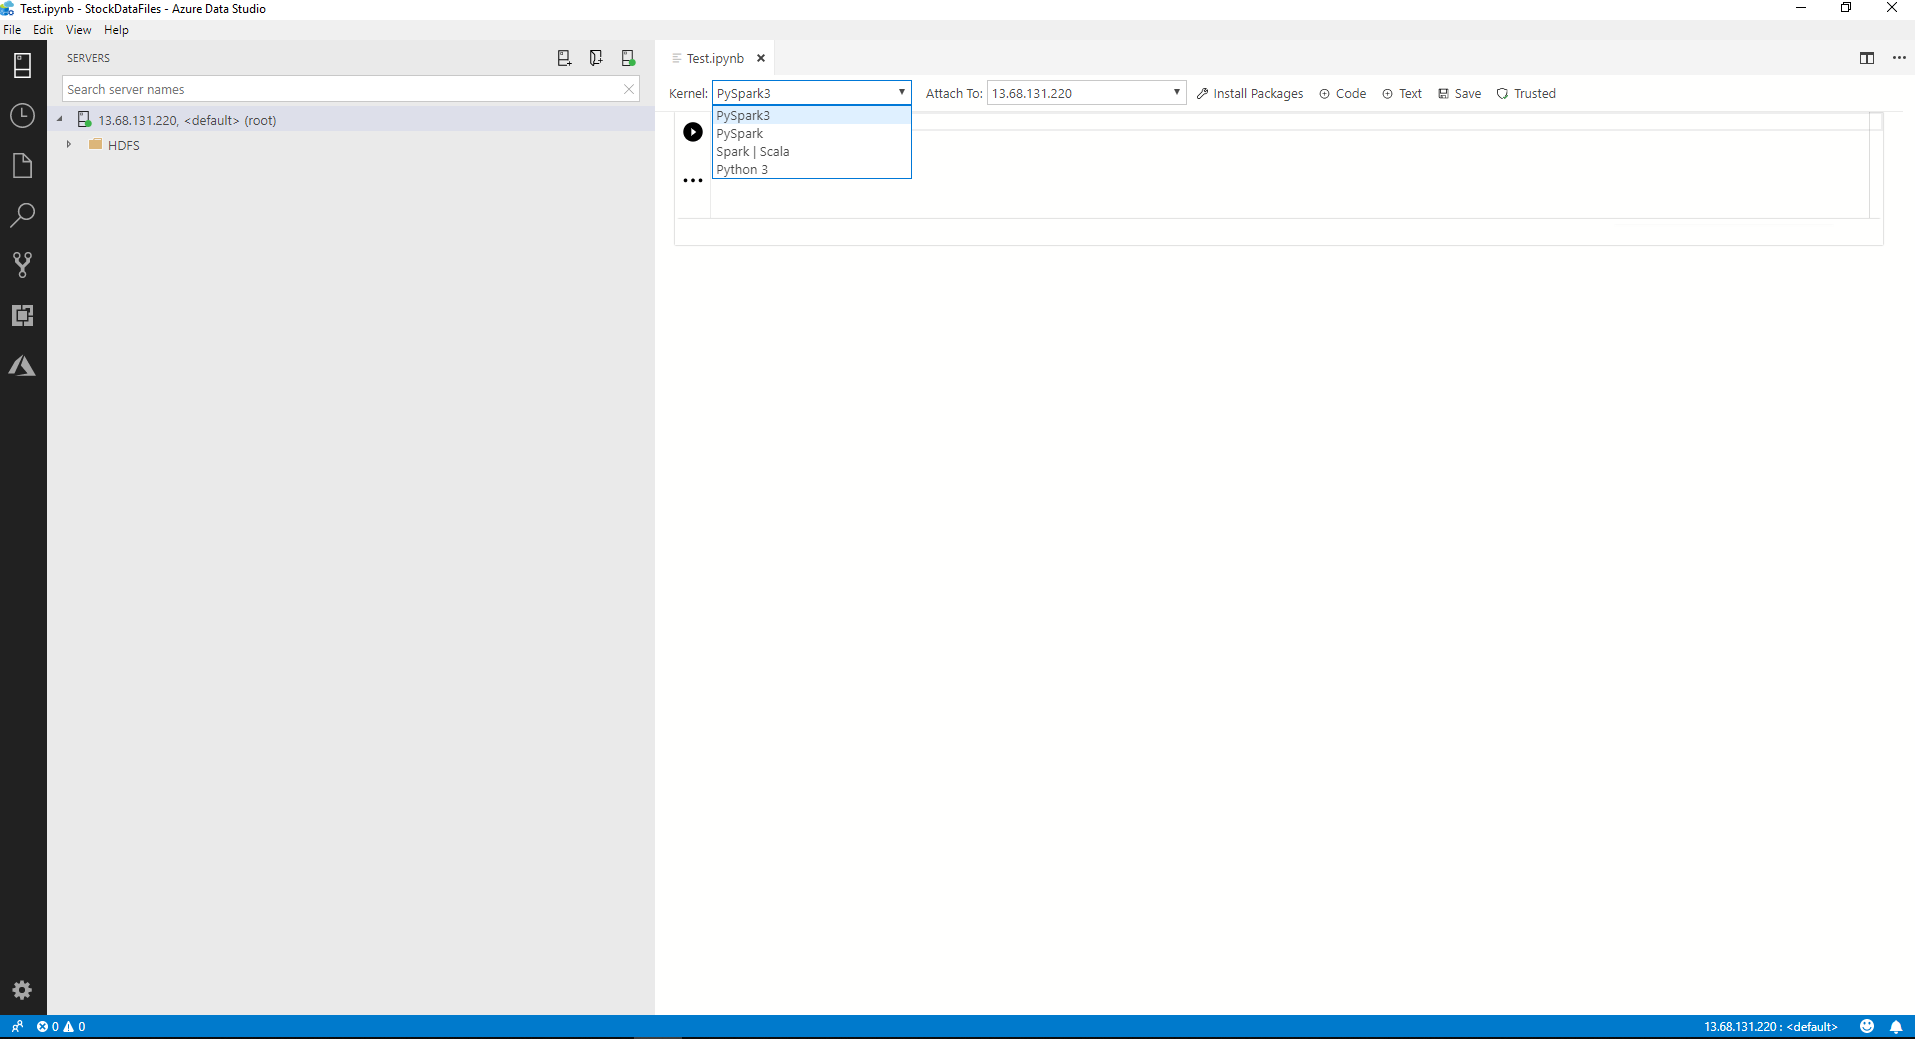 Test.ipynb - StockDataFiles - Azure Data Studio
File Edit View Help
SERVERS
Search server names
13.68.131.220, <default> (root)
HDFS
Test.ipynb
Kernel: PySpark3 Attach To: 13.68.131.220 Install Packages Code Text Save Trusted
PySpark3
PySpark
Spark | Scala
Python 3
0 0 13.68.131.220 : <default>